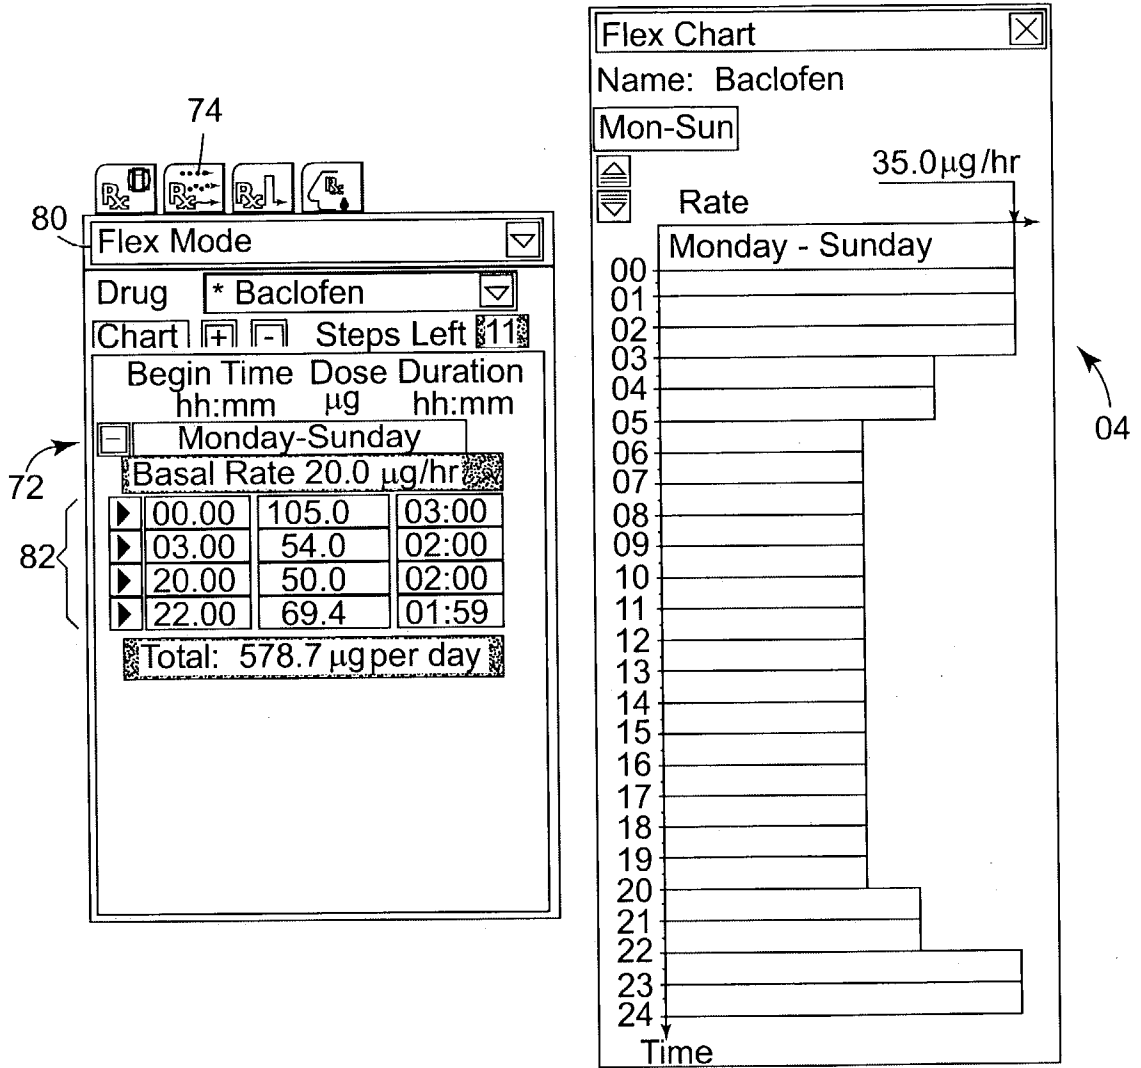 74
Rx Rx Rx Rx
80
Flex Mode
Drug * Baclofen
Chart + - Steps Left 11
Begin Time Dose Duration
hh:mm µg hh:mm
- Monday-Sunday
72
Basal Rate 20.0 µg/hr
82
00.00 105.0 03:00
03.00 54.0 02:00
20.00 50.0 02:00
22.00 69.4 01:59
Total: 578.7 µg per day
Flex Chart
Name: Baclofen
Mon-Sun
35.0µg/hr
Rate
Monday - Sunday
00
01
02
03
04
05
06
07
08
09
10
11
12
13
14
15
16
17
18
19
20
21
22
23
24
Time
04